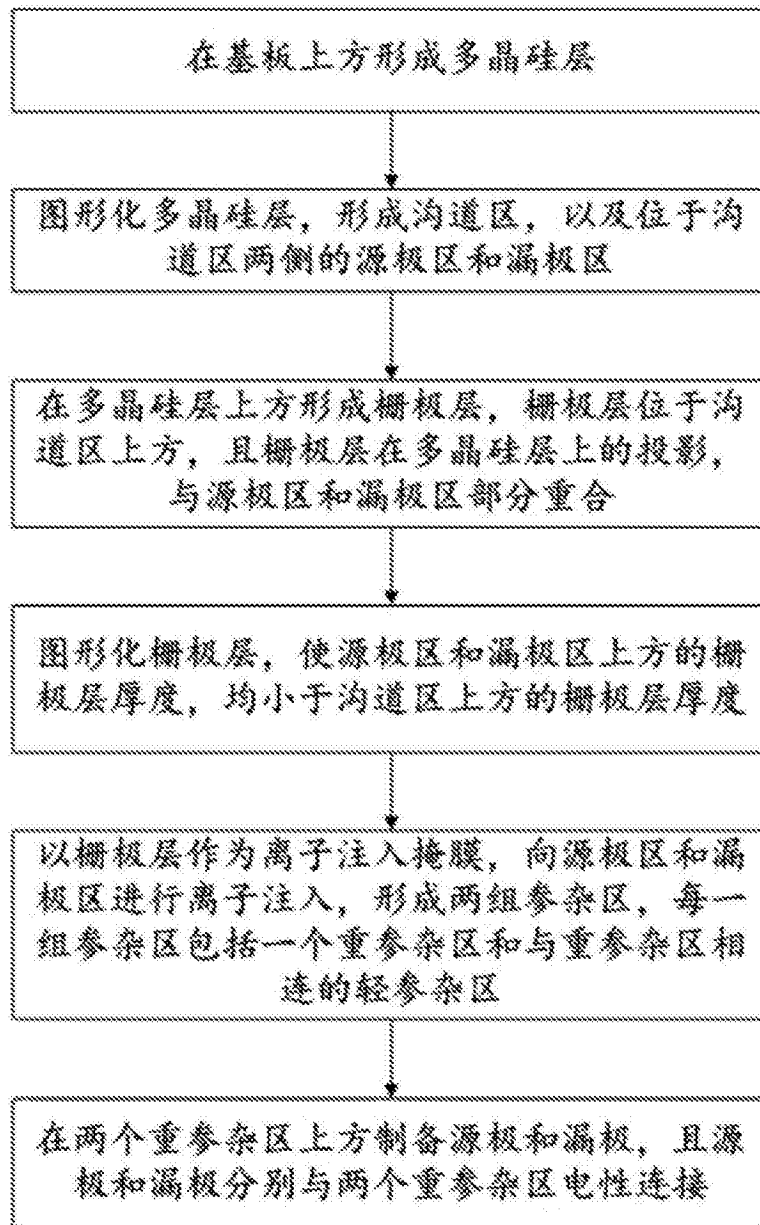 在基板上方形成多晶硅层
图形化多晶硅层，形成沟道区，以及位于沟
道区两侧的源极区和漏极区
在多晶硅层上方形成栅极层，栅极层位于沟
道区上方，且栅极层在多晶硅层上的投影，
与源极区和漏极区部分重合
图形化栅极层，使源极区和漏极区上方的栅
极层厚度，均小于沟道区上方的栅极层厚度
以栅极层作为离子注入掩膜，向源极区和漏
极区进行离子注入，形成两组参杂区，每一
组参杂区包括一个重参杂区和与重参杂区相
连的轻参杂区
在两个重参杂区上方制备源极和漏极，且源
极和漏极分别与两个重参杂区电性连接